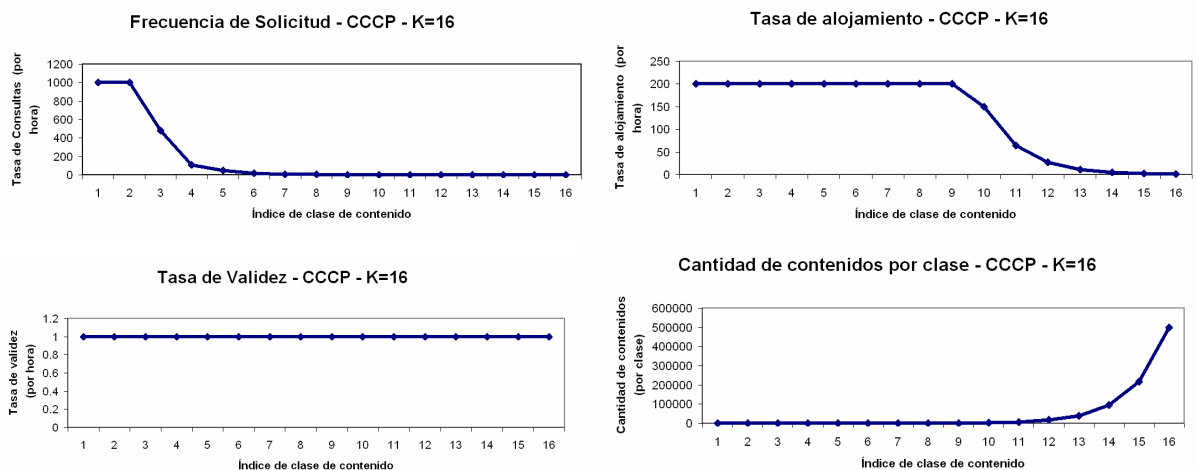 Frecuencia de Solicitud - CCCP - K=16
Tasa de Consultas (por
hora)
1200
1000
800
600
400
200
0
1 2 3 4 5 6 7 8 9 10 11 12 13 14 15 16
Índice de clase de contenido
Tasa de alojamiento - CCCP - K=16
Tasa de alojamiento (por
hora)
250
200
150
100
50
0
1 2 3 4 5 6 7 8 9 10 11 12 13 14 15 16
Índice de clase de contenido
Tasa de Validez - CCCP - K=16
Tasa de validez
(por hora)
1.2
1
0.8
0.6
0.4
0.2
0
1 2 3 4 5 6 7 8 9 10 11 12 13 14 15 16
Índice de clase de contenido
Cantidad de contenidos por clase - CCCP - K=16
Cantidad de contenidos
(por clase)
600000
500000
400000
300000
200000
100000
0
1 2 3 4 5 6 7 8 9 10 11 12 13 14 15 16
Índice de clase de contenido